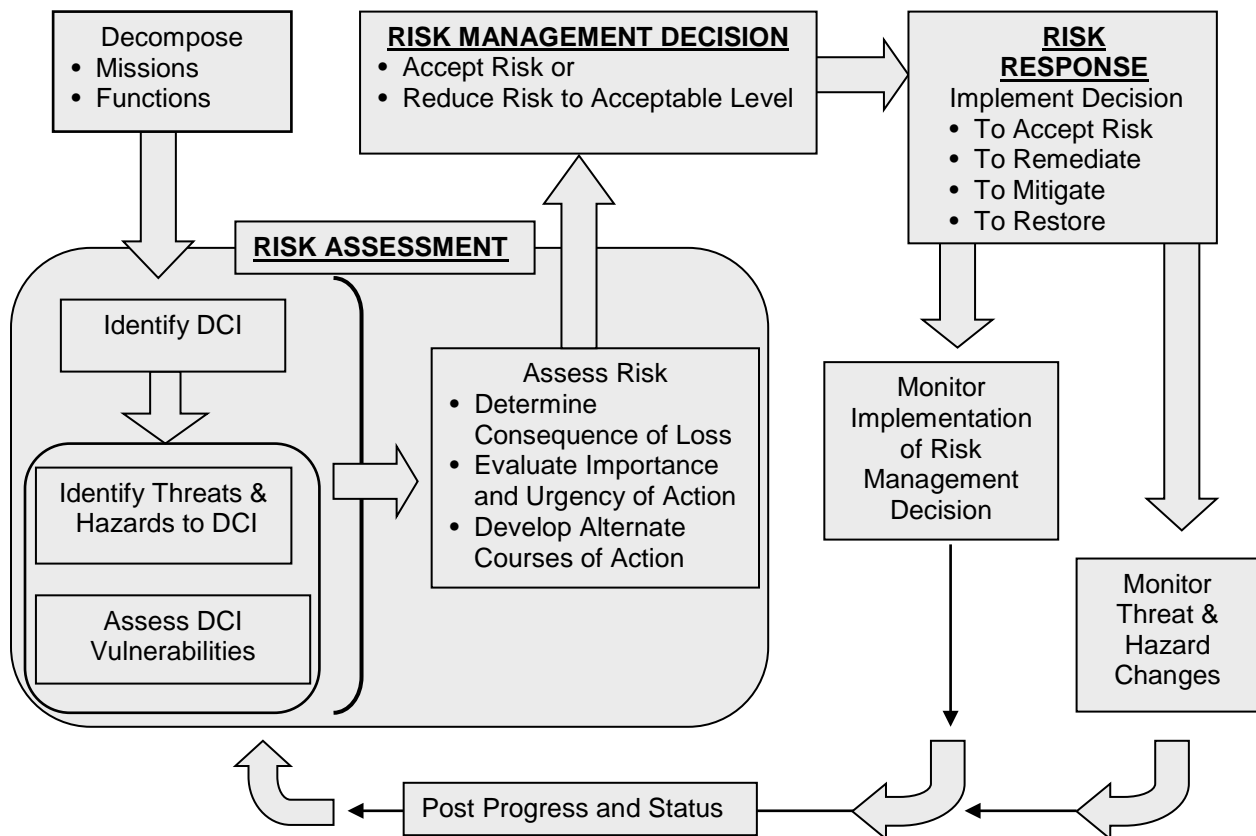 Decompose
• Missions
• Functions
RISK MANAGEMENT DECISION
• Accept Risk or
• Reduce Risk to Acceptable Level
RISK
RESPONSE
Implement Decision
• To Accept Risk
• To Remediate
• To Mitigate
• To Restore
RISK ASSESSMENT
Identify DCI
Identify Threats &
Hazards to DCI
Assess DCI
Vulnerabilities
Assess Risk
• Determine
Consequence of Loss
• Evaluate Importance
and Urgency of Action
• Develop Alternate
Courses of Action
Monitor
Implementation
of Risk
Management
Decision
Monitor
Threat &
Hazard
Changes
Post Progress and Status